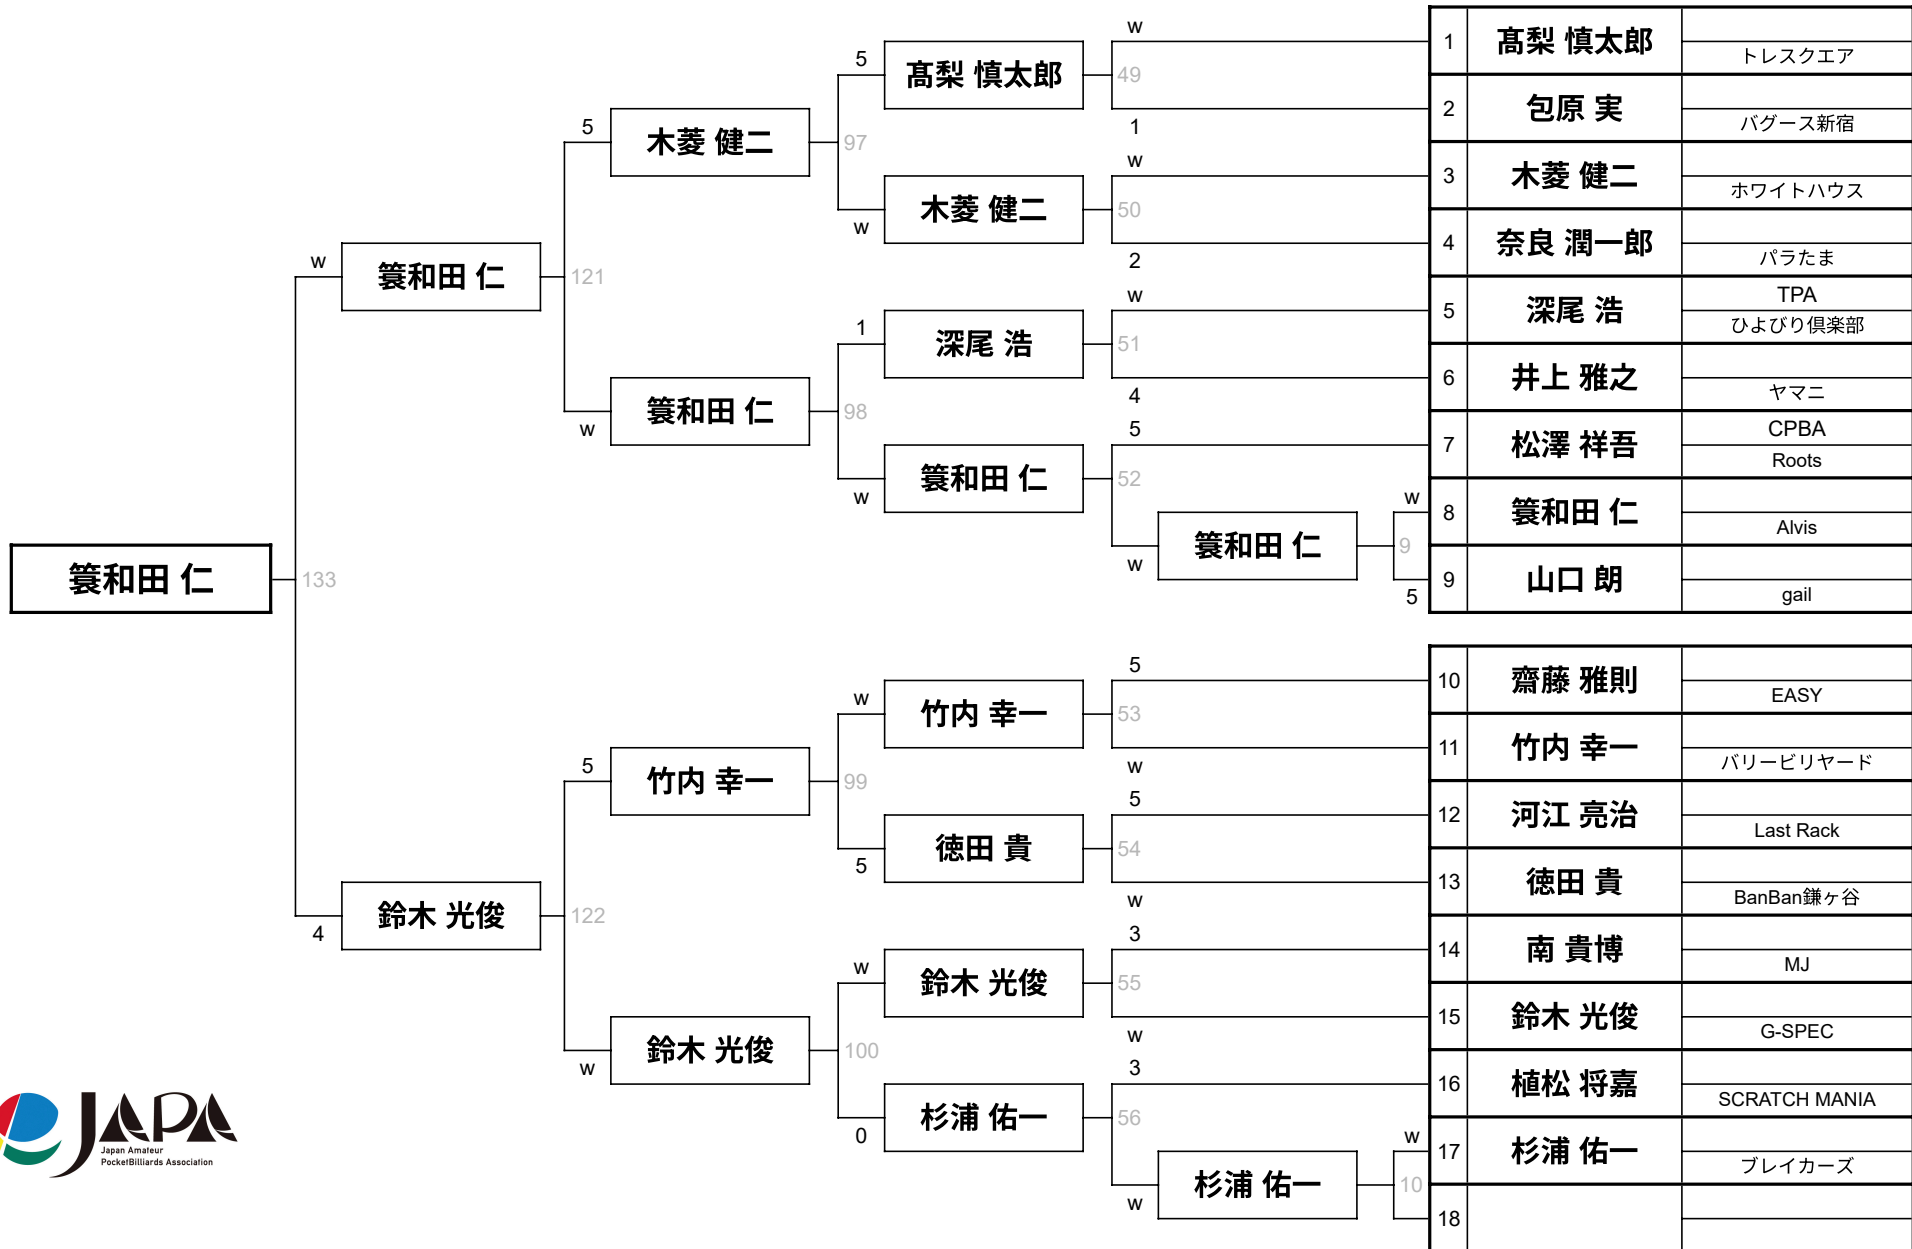 簑和田 仁
133
w
4
簑和田 仁
鈴木 光俊
121
122
5
w
5
w
木菱 健二
簑和田 仁
竹内 幸一
鈴木 光俊
97
98
99
100
5
w
1
w
w
5
w
0
髙梨 慎太郎
木菱 健二
深尾 浩
簑和田 仁
竹内 幸一
徳田 貴
鈴木 光俊
杉浦 佑一
w
49
1
w
50
2
w
51
4
5
52
w
5
53
w
5
54
w
3
55
w
3
56
w
簑和田 仁
w
9
5
杉浦 佑一
w
10
1 髙梨 慎太郎
トレスクエア
2 包原 実
バグース新宿
3 木菱 健二
ホワイトハウス
4 奈良 潤一郎
パラたま
TPA
5 深尾 浩
ひよびり倶楽部
6 井上 雅之
ヤマニ
CPBA
7 松澤 祥吾
Roots
8 簑和田 仁
Alvis
9 山口 朗
gail
10 齋藤 雅則
EASY
11 竹内 幸一
バリービリヤード
12 河江 亮治
Last Rack
13 徳田 貴
BanBan鎌ヶ谷
14 南 貴博
MJ
15 鈴木 光俊
G-SPEC
16 植松 将嘉
SCRATCH MANIA
17 杉浦 佑一
ブレイカーズ
18
JAPA
Japan Amateur
PocketBilliards Association